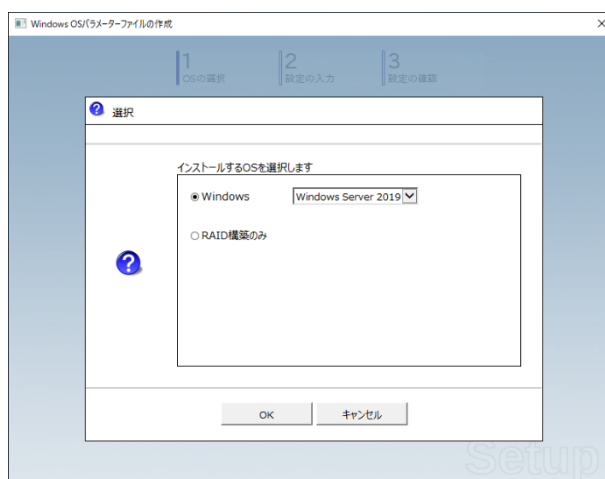 Windows OSパラメーターファイルの作成
1
OSの選択
2
設定の入力
3
設定の確認
選択
インストールするOSを選択します
Windows
Windows Server 2019
RAID構築のみ
OK
キャンセル
Setup